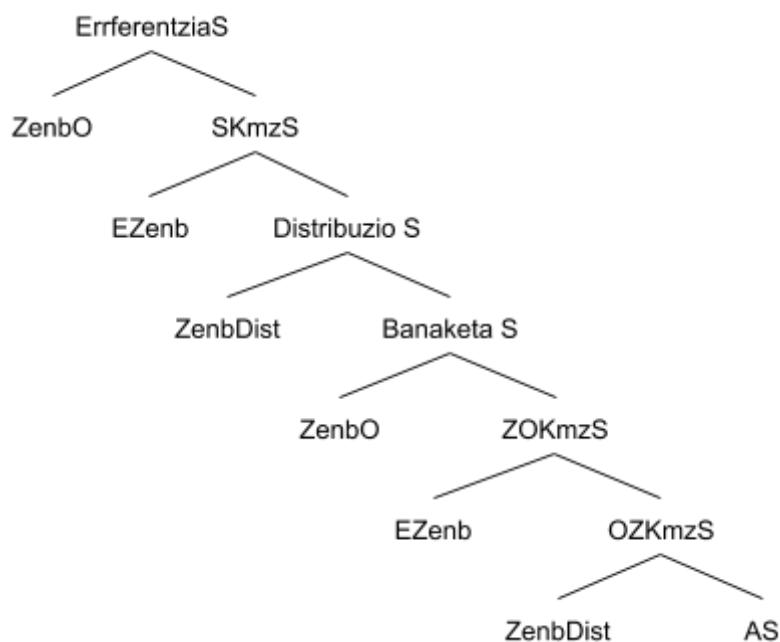 ErrferentziaS
ZenbO SKmzS
EZenb Distribuzio S
ZenbDist Banaketa S
ZenbO ZOKmzS
EZenb OZKmzS
ZenbDist AS